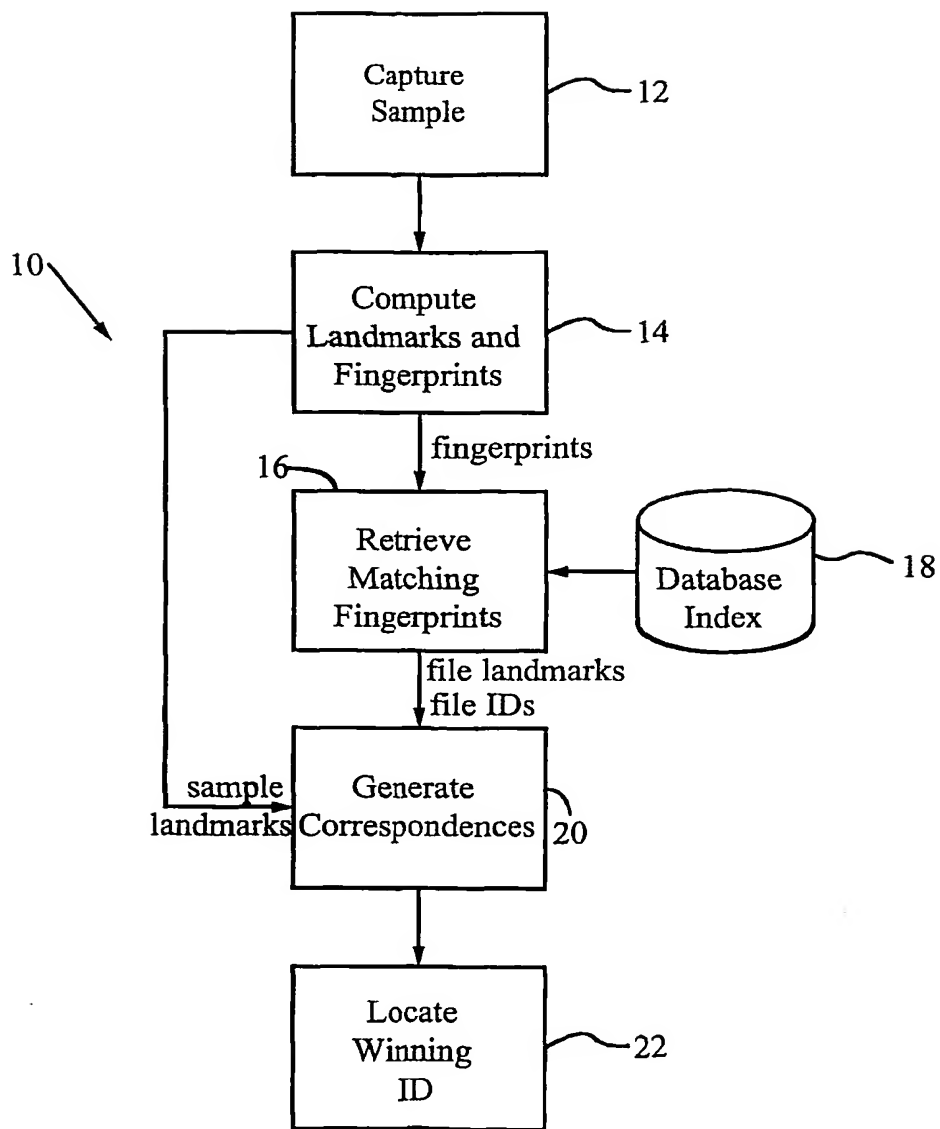 Capture
Sample
12
10
Compute
Landmarks and
Fingerprints
14
fingerprints
16
Retrieve
Matching
Fingerprints
Database
Index
18
file landmarks
file IDs
sample
landmarks
Generate
Correspondences
20
Locate
Winning
ID
22